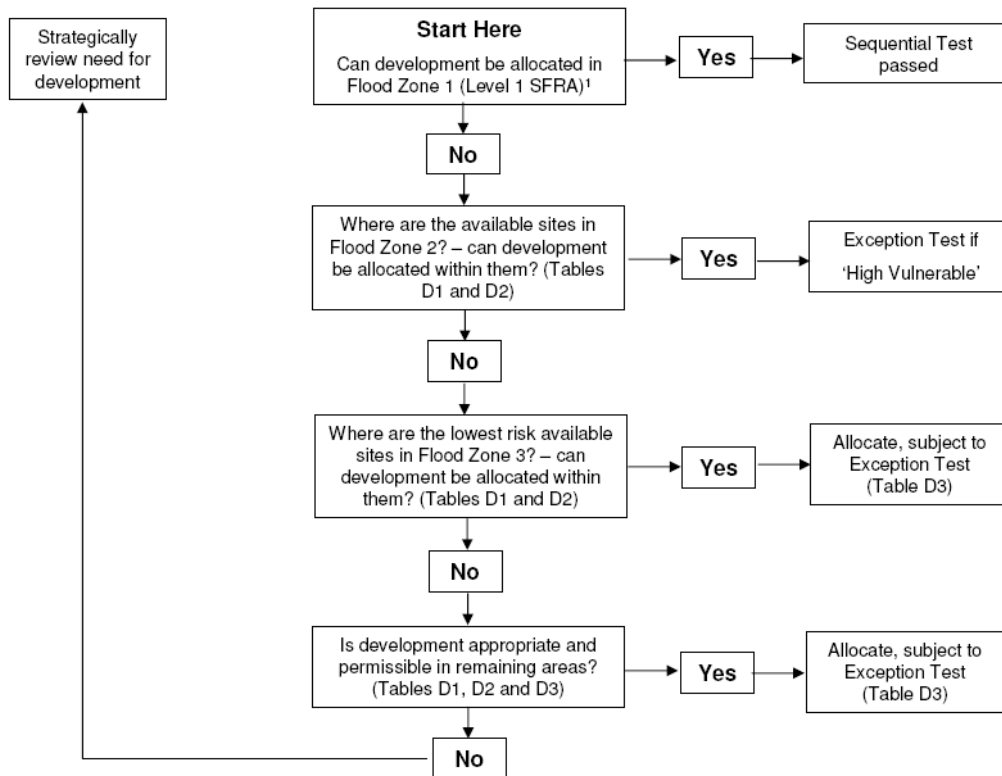 Strategically
review need for
development
Start Here
Can development be allocated in
Flood Zone 1 (Level 1 SFRA)¹
Yes
Sequential Test
passed
No
Where are the available sites in
Flood Zone 2? – can development
be allocated within them? (Tables
D1 and D2)
Yes
Exception Test if
‘High Vulnerable’
No
Where are the lowest risk available
sites in Flood Zone 3? – can
development be allocated within
them? (Tables D1 and D2)
Yes
Allocate, subject to
Exception Test
(Table D3)
No
Is development appropriate and
permissible in remaining areas?
(Tables D1, D2 and D3)
Yes
Allocate, subject to
Exception Test
(Table D3)
No